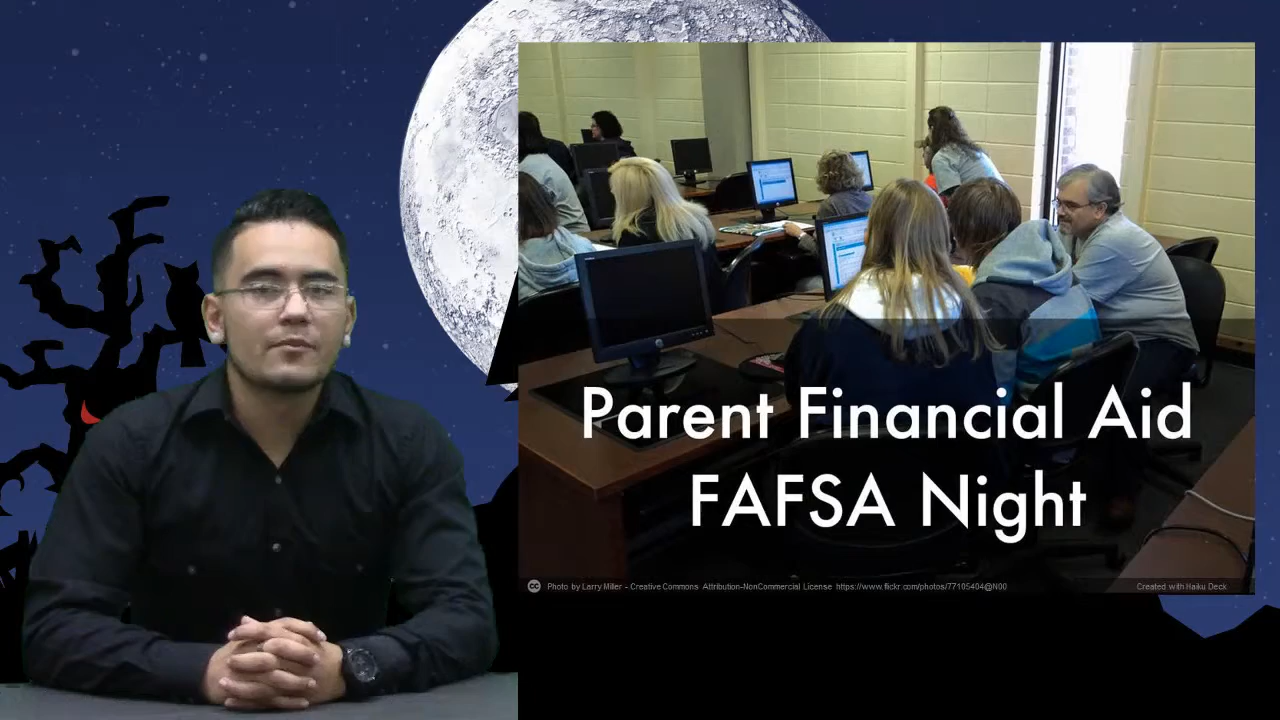 Parent Financial Aid
FAFSA Night
Photo by Larry Miller - Creative Commons Attribution-NonCommercial License https://www.flickr.com/photos/77105404@N00
Created with Haiku Deck